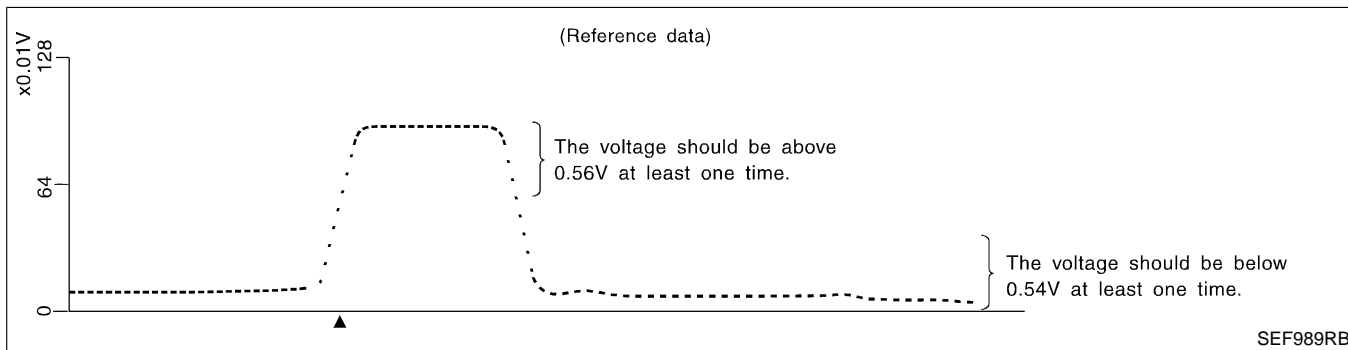 (Reference data)
x0.01V
128
64
0
The voltage should be above
0.56V at least one time.
The voltage should be below
0.54V at least one time.
SEF989RB